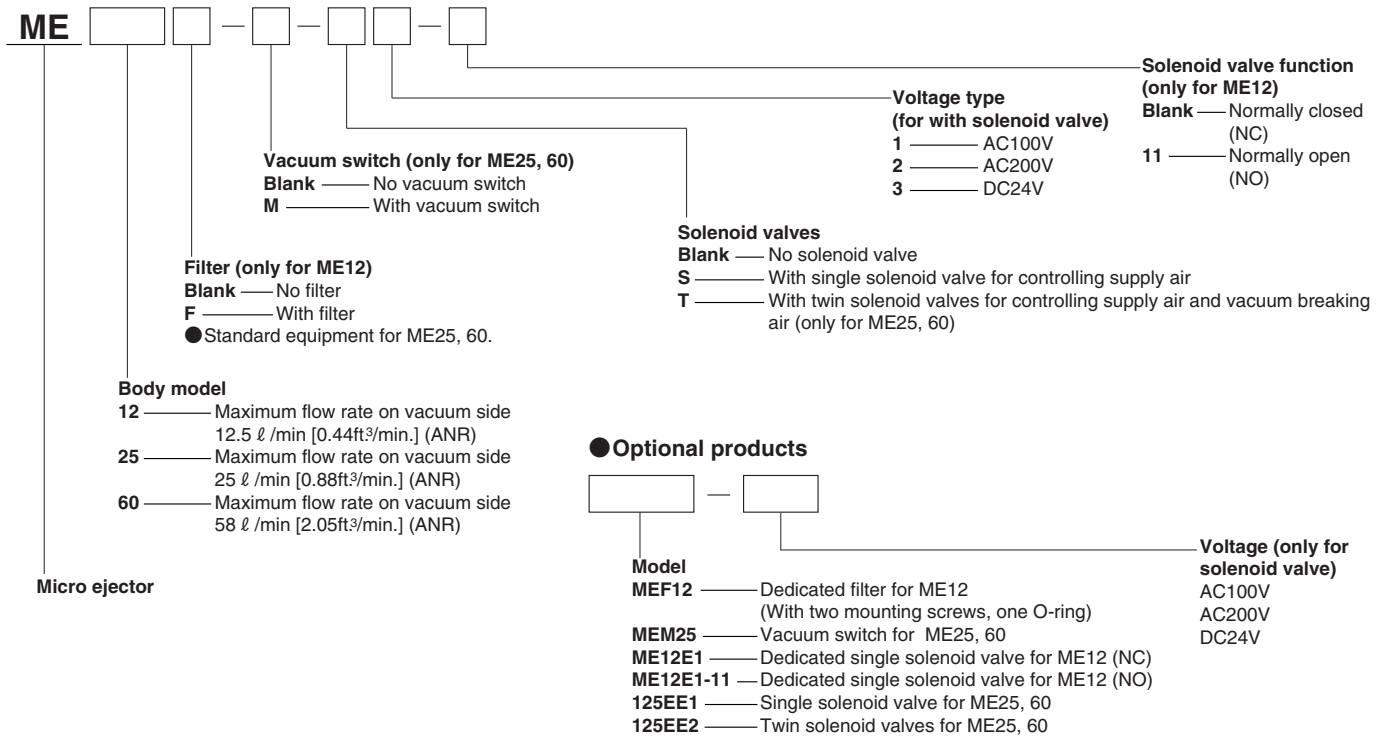 ME — — —
Solenoid valve function
(only for ME12)
Blank Normally closed
(NC)
11 Normally open
(NO)
Voltage type
(for with solenoid valve)
1 AC100V
2 AC200V
3 DC24V
Vacuum switch (only for ME25, 60)
Blank No vacuum switch
M With vacuum switch
Solenoid valves
Blank No solenoid valve
S With single solenoid valve for controlling supply air
T With twin solenoid valves for controlling supply air and vacuum breaking
air (only for ME25, 60)
Filter (only for ME12)
Blank No filter
F With filter
●Standard equipment for ME25, 60.
Body model
12 Maximum flow rate on vacuum side
12.5 ℓ /min [0.44ft³/min.] (ANR)
25 Maximum flow rate on vacuum side
25 ℓ /min [0.88ft³/min.] (ANR)
60 Maximum flow rate on vacuum side
58 ℓ /min [2.05ft³/min.] (ANR)
Micro ejector
●Optional products
—
Model
MEF12 Dedicated filter for ME12
(With two mounting screws, one O-ring)
MEM25 Vacuum switch for ME25, 60
ME12E1 Dedicated single solenoid valve for ME12 (NC)
ME12E1-11 Dedicated single solenoid valve for ME12 (NO)
125EE1 Single solenoid valve for ME25, 60
125EE2 Twin solenoid valves for ME25, 60
Voltage (only for
solenoid valve)
AC100V
AC200V
DC24V